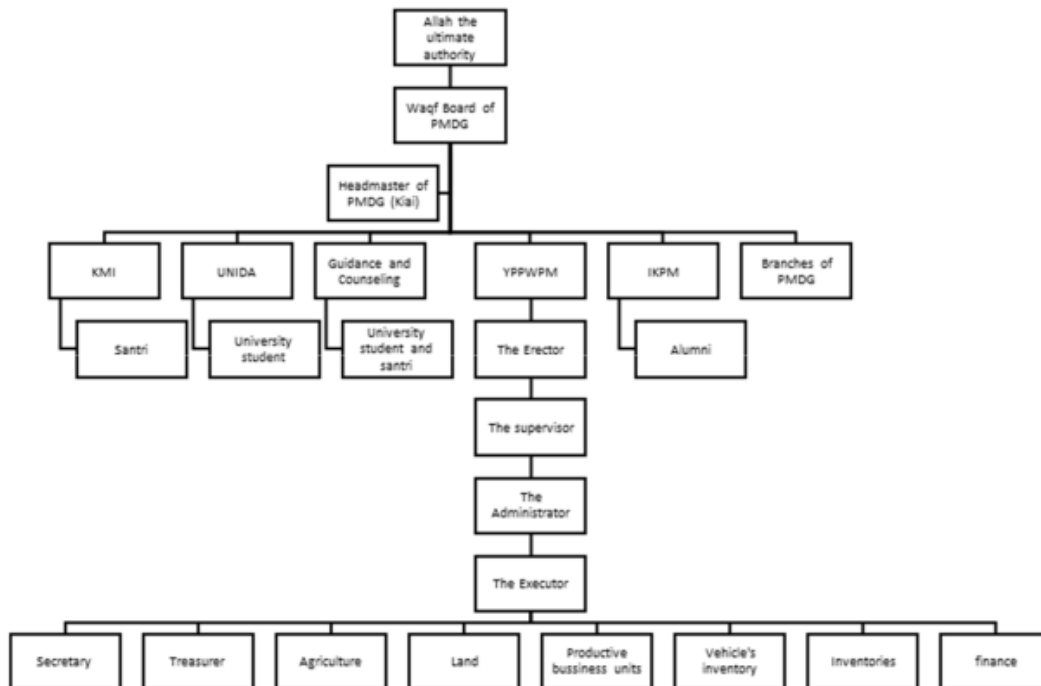 Allah the
ultimate
authority
Waqf Board of
PMDG
Headmaster of
PMDG (Kiai)
KMI
UNIDA
Guidance and
Counseling
YPPWPM
IKPM
Branches of
PMDG
Santri
University
student
University
student and
santri
The Erector
Alumni
The supervisor
The
Administrator
The Executor
Secretary
Treasurer
Agriculture
Land
Productive
bussiness units
Vehicle's
inventory
Inventories
finance